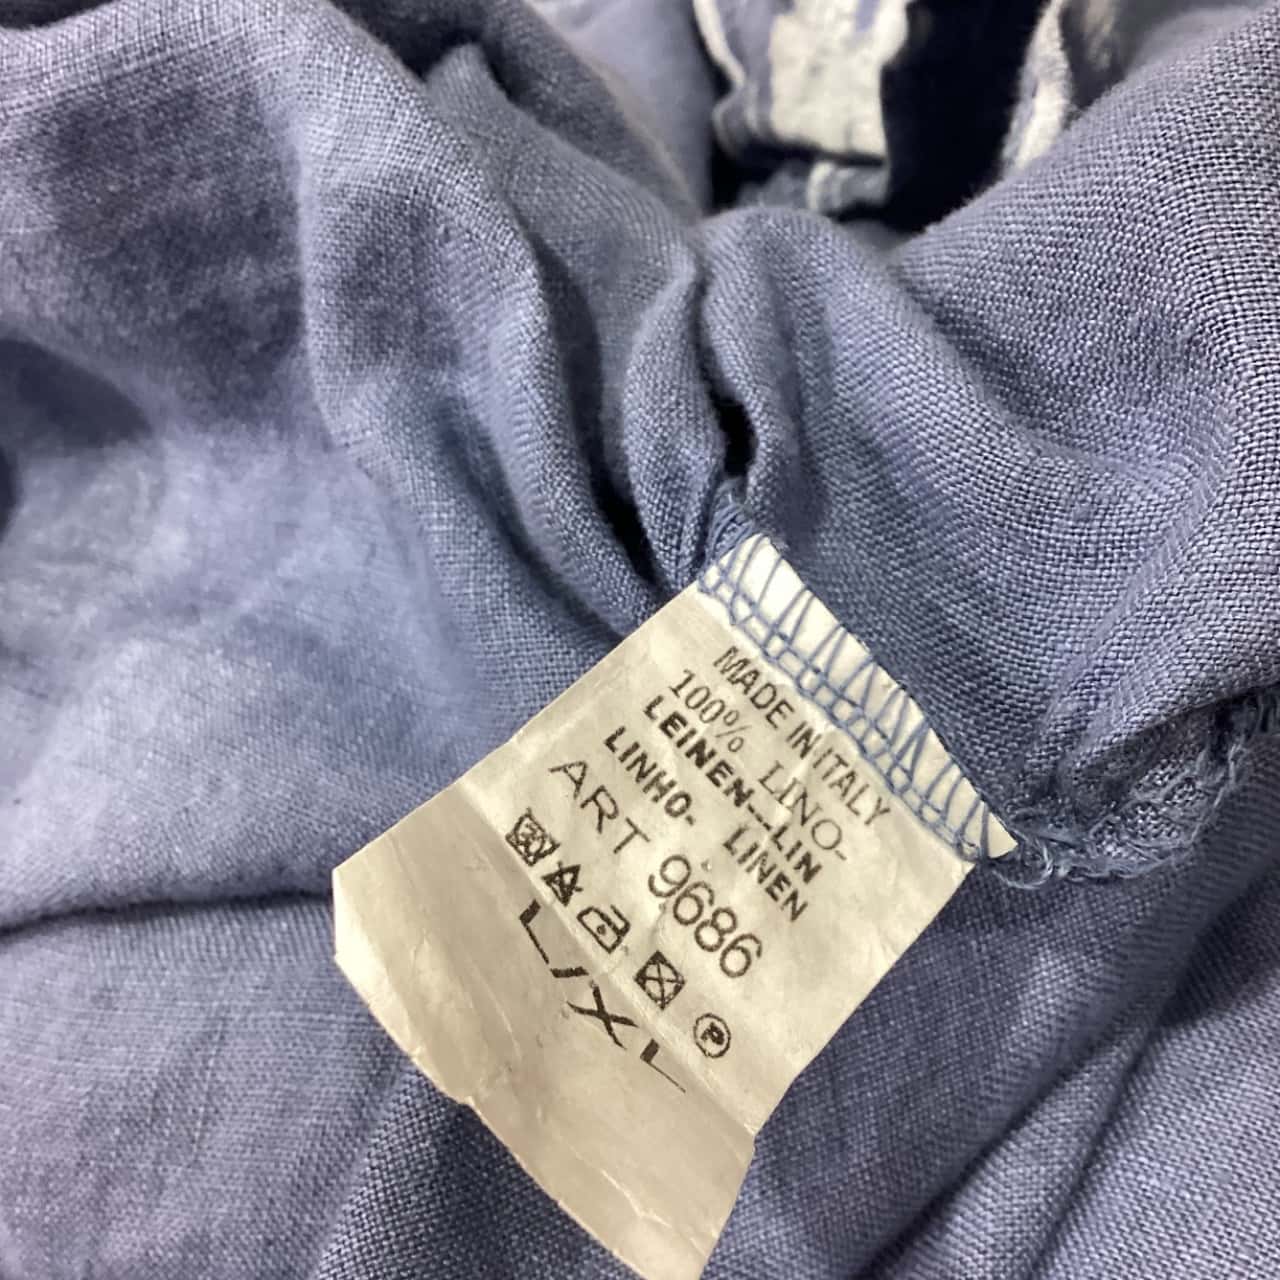 MADE IN ITALY
100% LINO-
LEINEN--LIN
LINHO- LINEN
ART 9686
P
L/XL